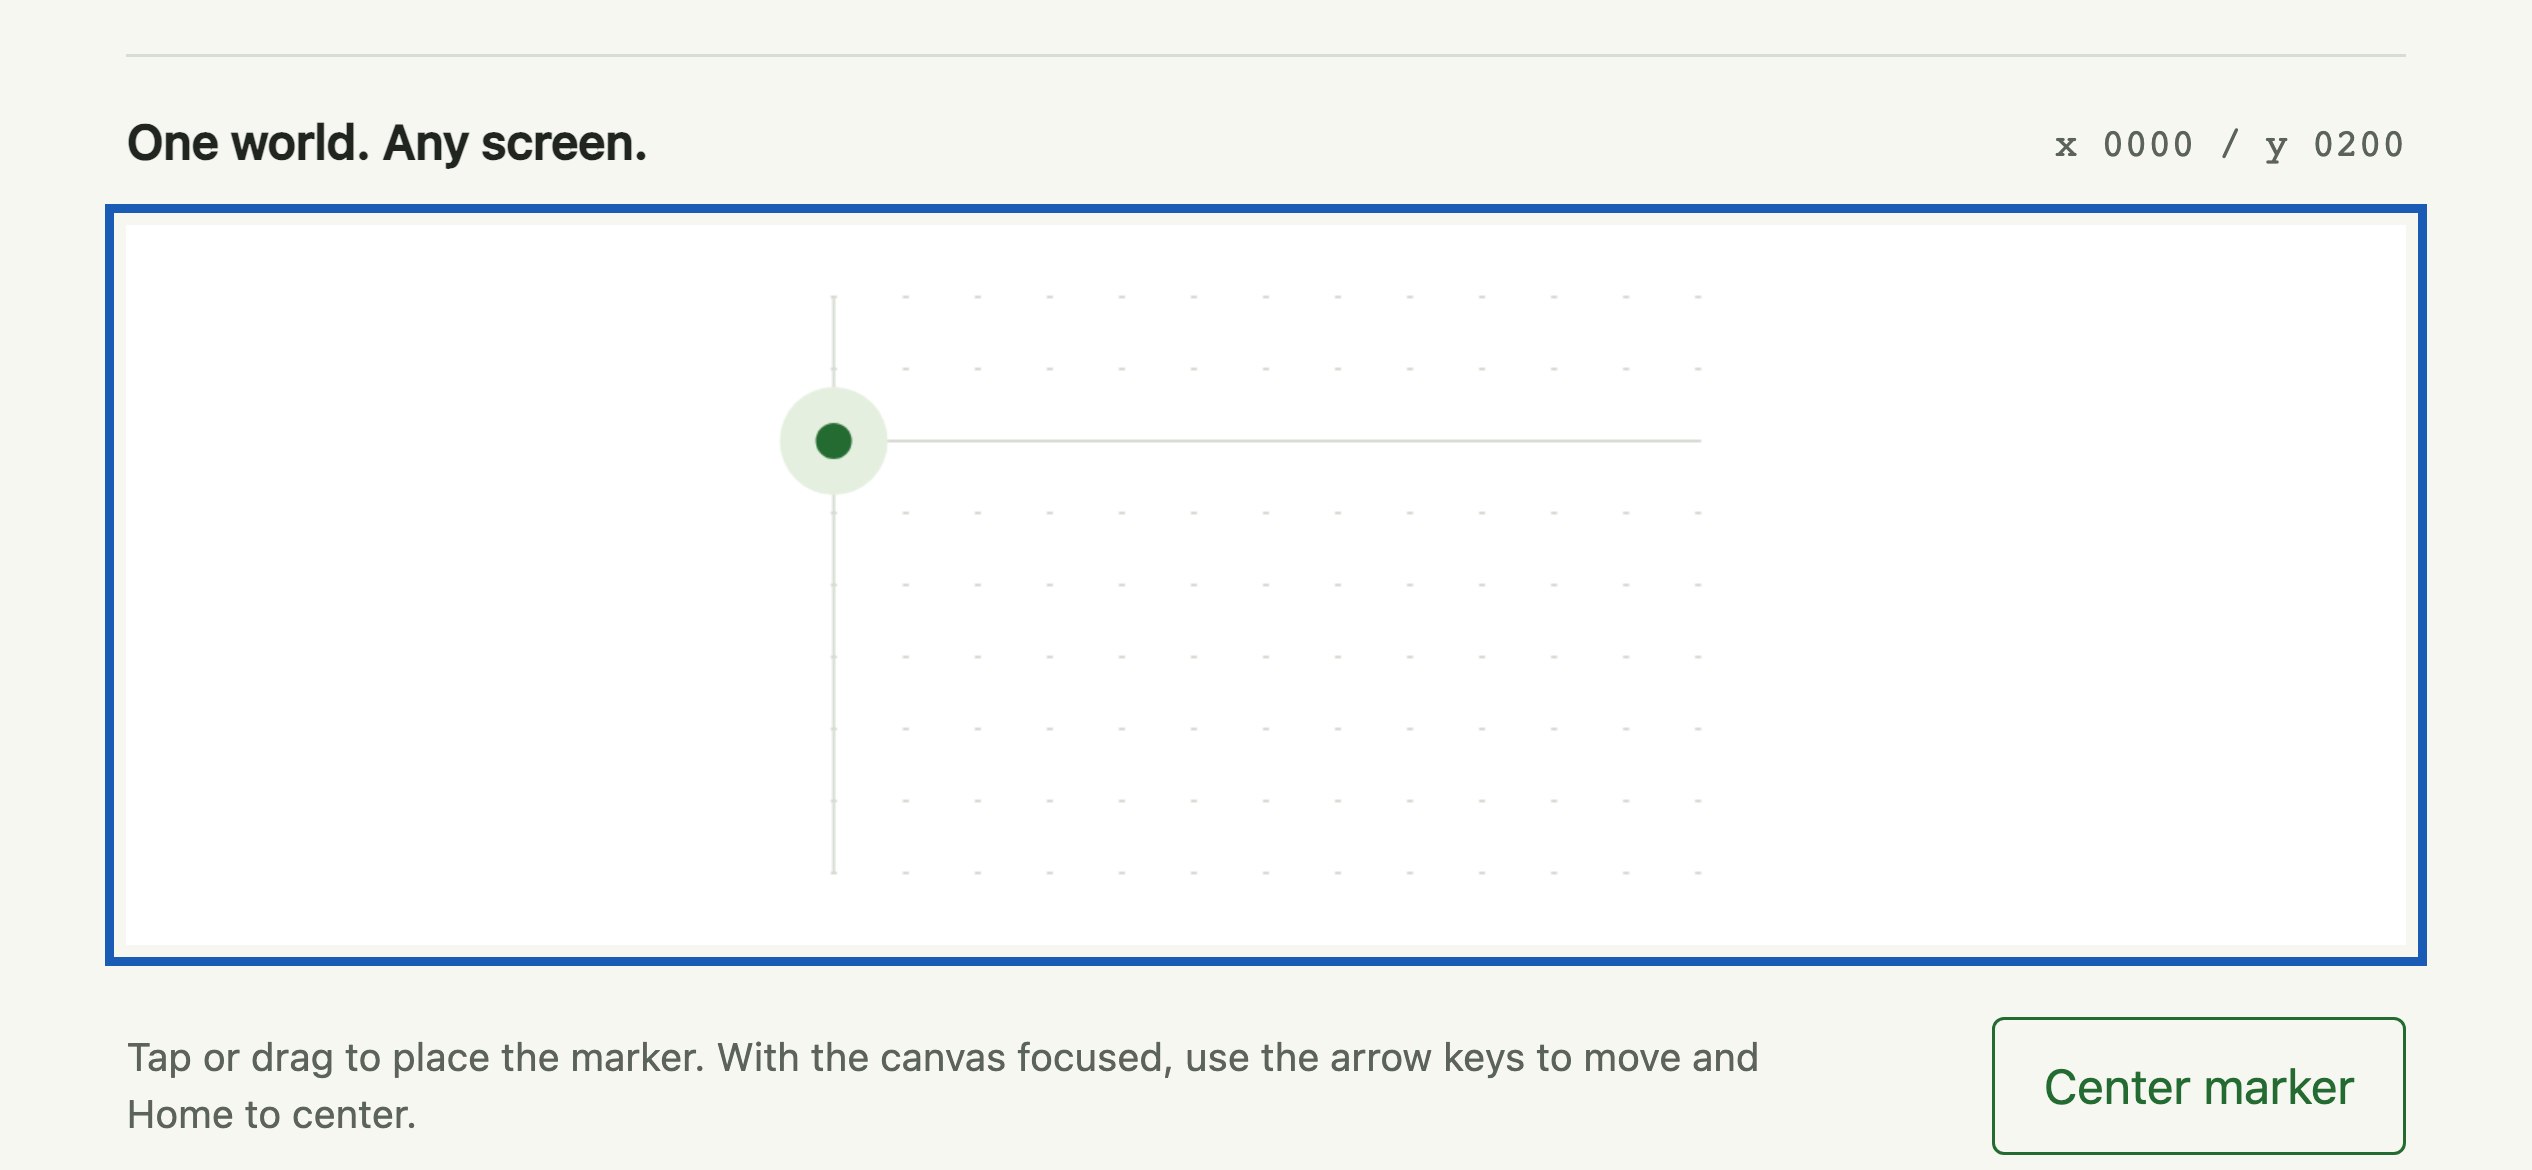 One world. Any screen.
x 0000 / y 0200
Tap or drag to place the marker. With the canvas focused, use the arrow keys to move and
Home to center.
Center marker